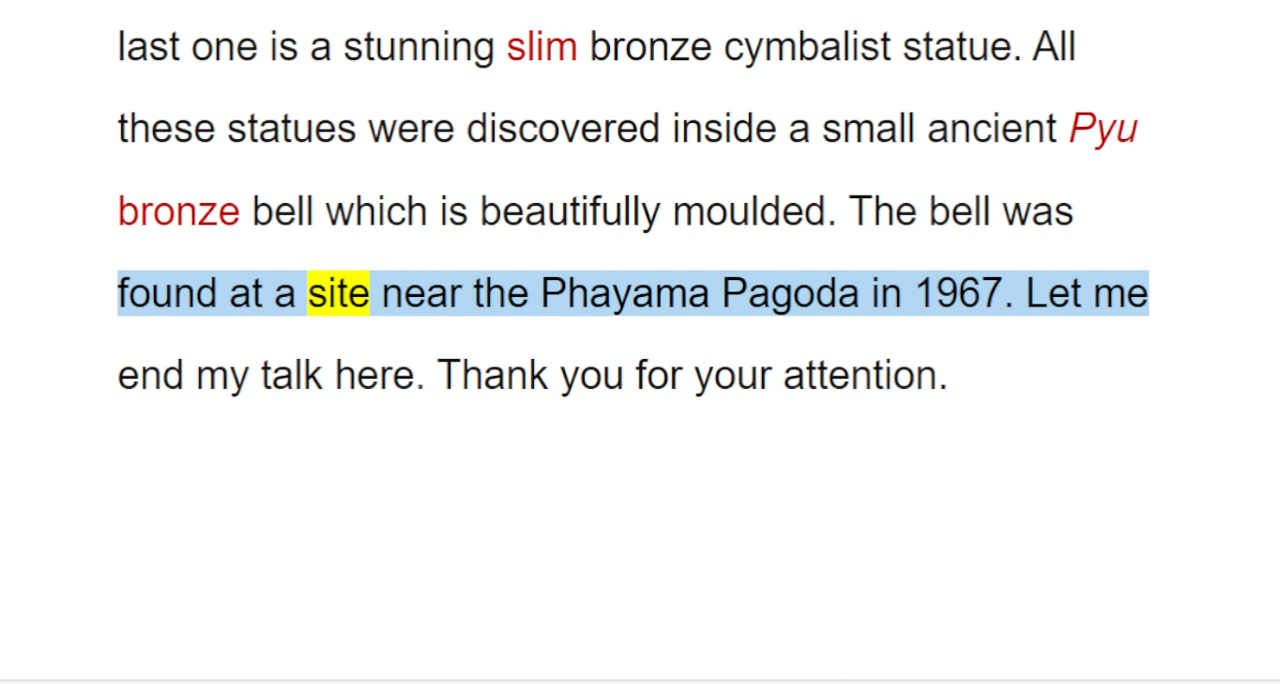 last one is a stunning slim bronze cymbalist statue. All
these statues were discovered inside a small ancient Pyu
bronze bell which is beautifully moulded. The bell was
found at a site near the Phayama Pagoda in 1967. Let me
end my talk here. Thank you for your attention.